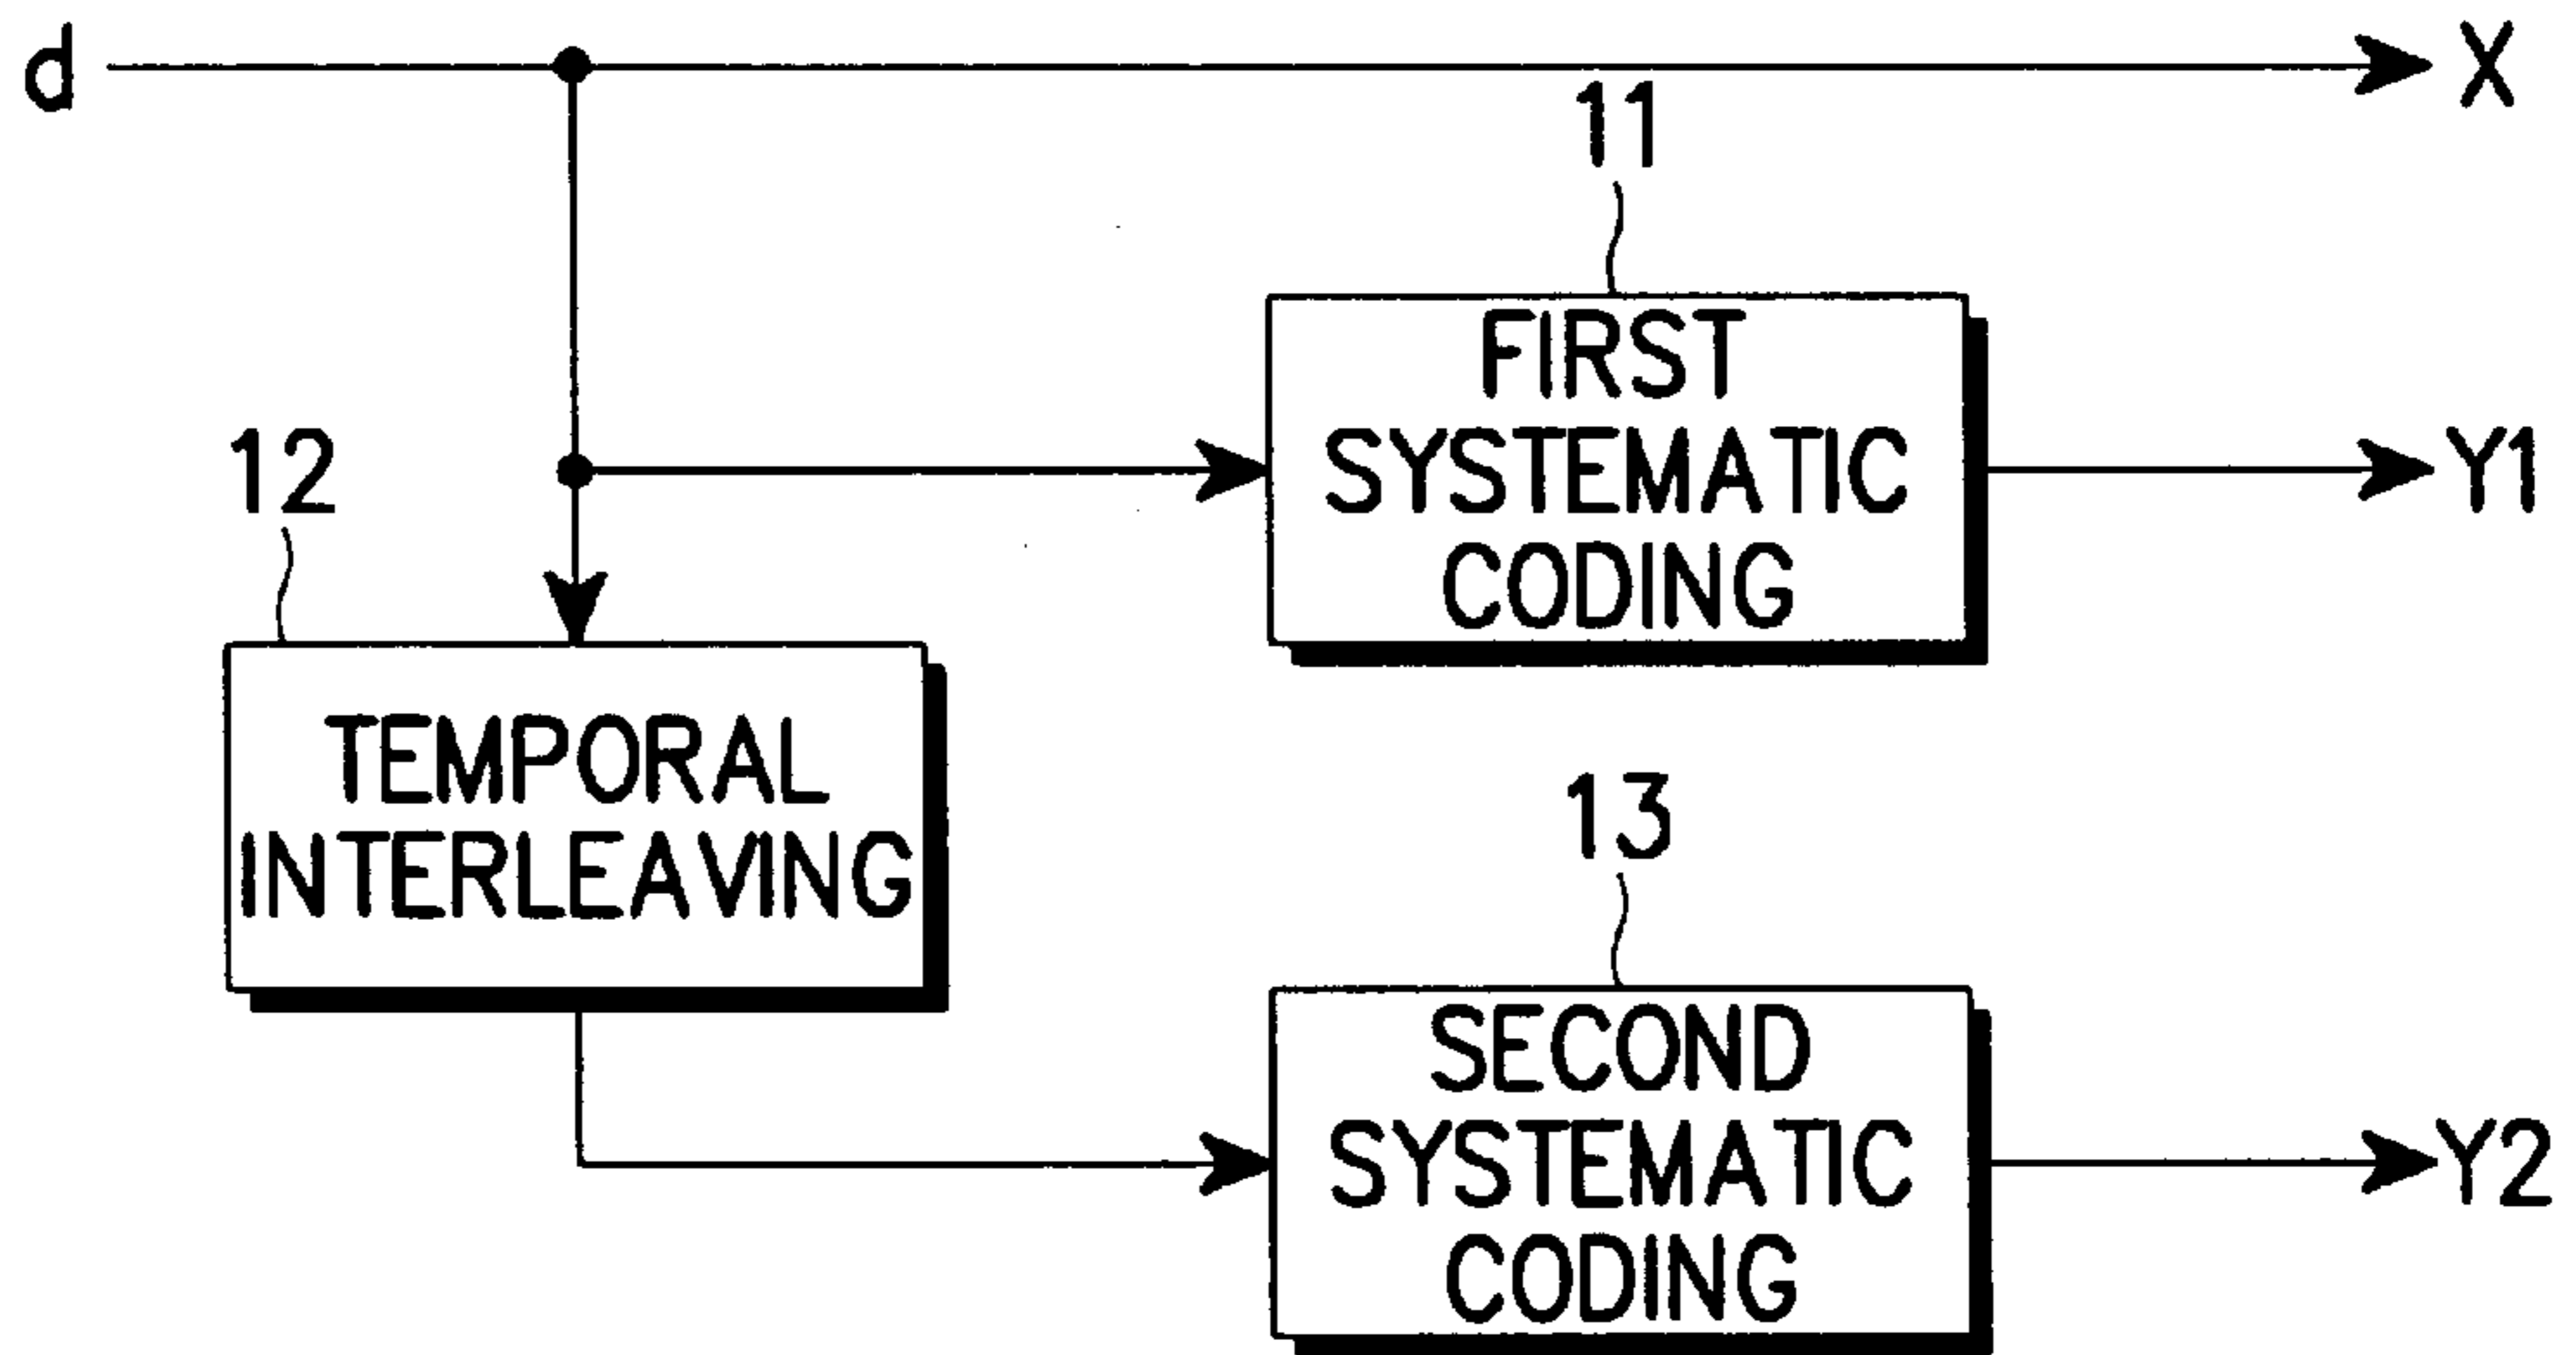 d
X
11
FIRST
SYSTEMATIC
CODING
Y1
12
TEMPORAL
INTERLEAVING
13
SECOND
SYSTEMATIC
CODING
Y2